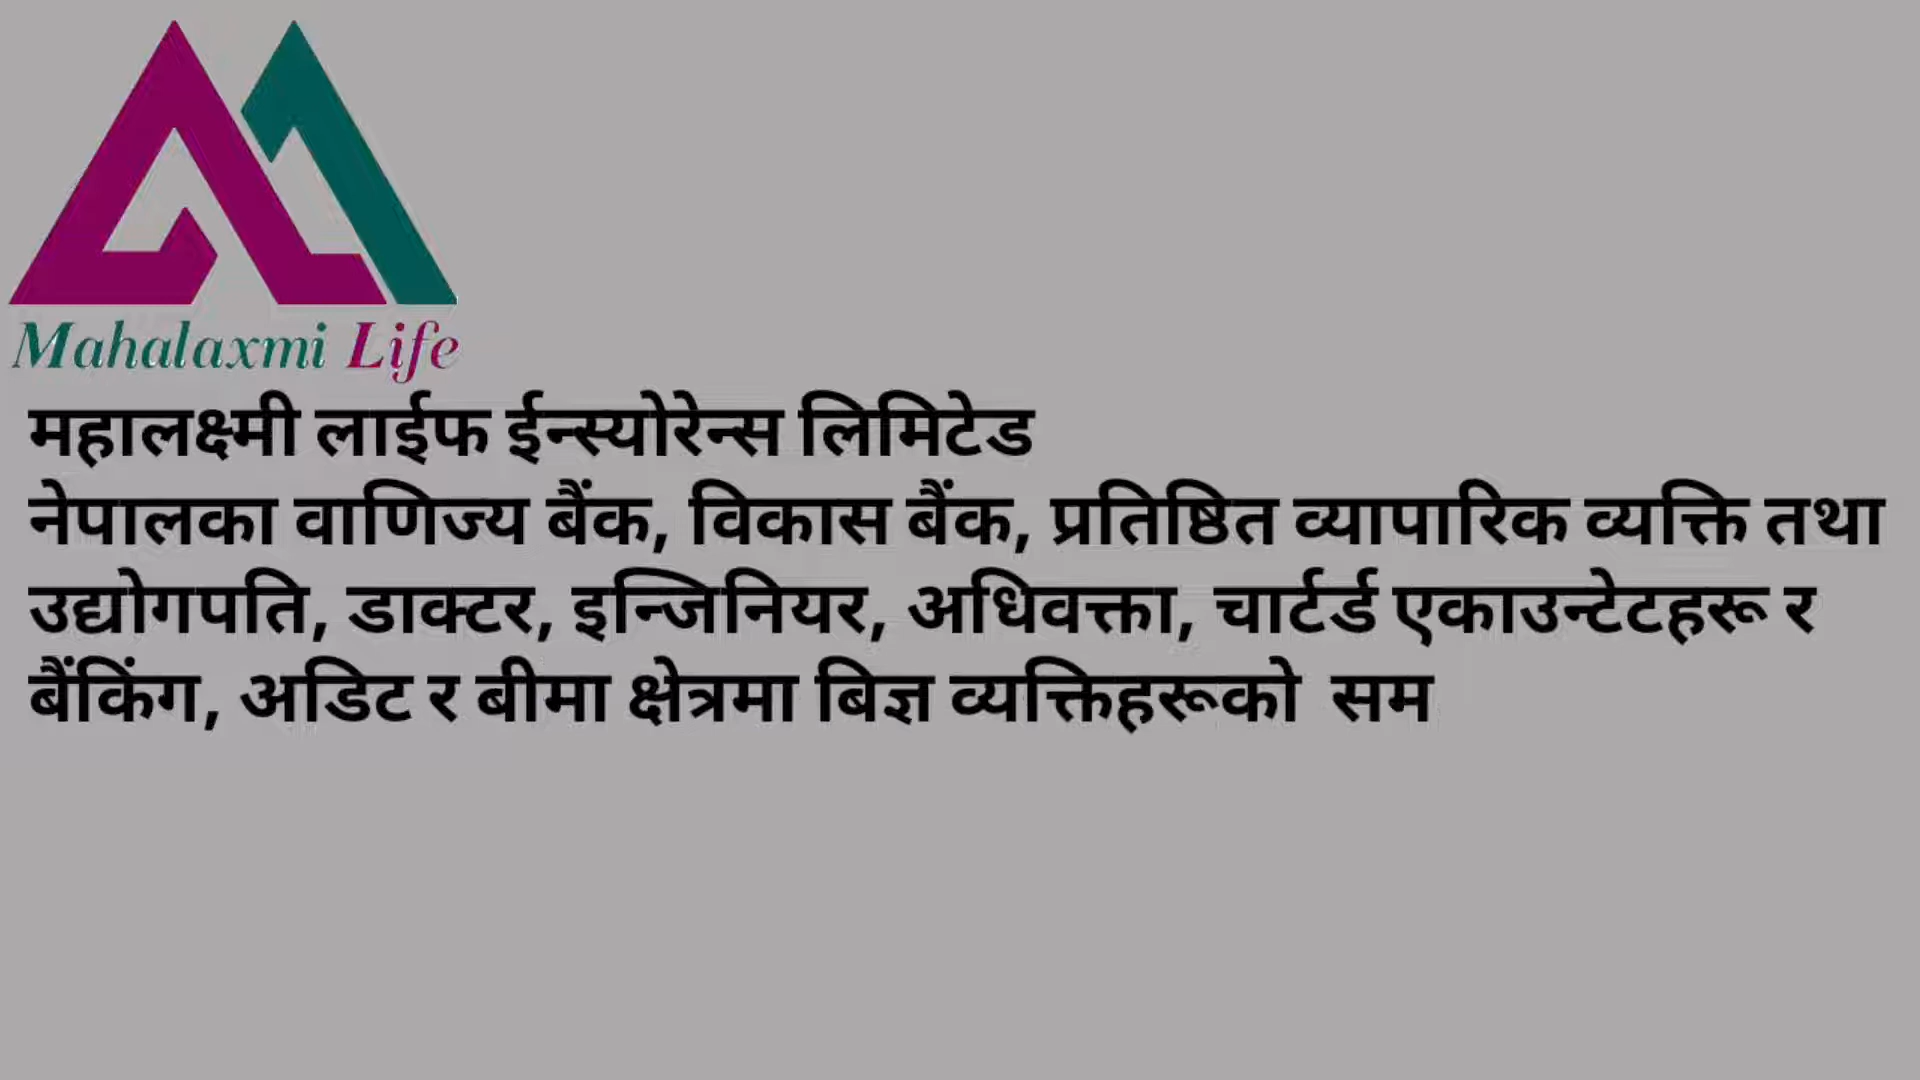 Mahalaxmi Life
महालक्ष्मी लाईफ ईन्स्योरेन्स लिमिटेड
नेपालका वाणिज्य बैंक, विकास बैंक, प्रतिष्ठित व्यापारिक व्यक्ति तथा
उद्योगपति, डाक्टर, इन्जिनियर, अधिवक्ता, चार्टर्ड एकाउन्टेटहरू र
बैंकिंग, अडिट र बीमा क्षेत्रमा बिज्ञ व्यक्तिहरूको सम